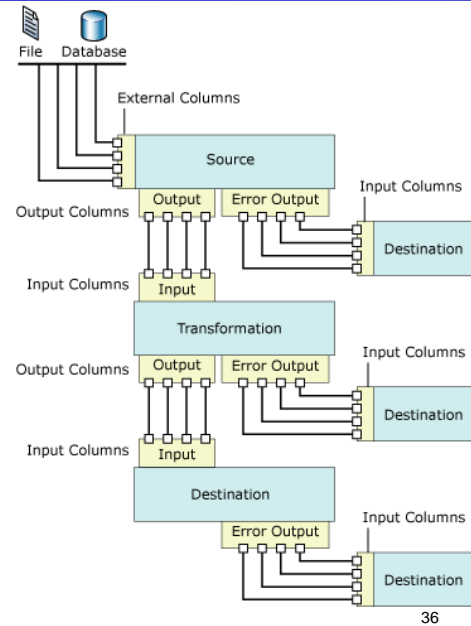 File Database
External Columns
Source
Output Error Output
Input Columns
Output Columns
Destination
Input Columns
Input
Transformation
Input Columns
Output Columns
Output Error Output
Destination
Input Columns
Input
Destination
Input Columns
Error Output
Destination
36